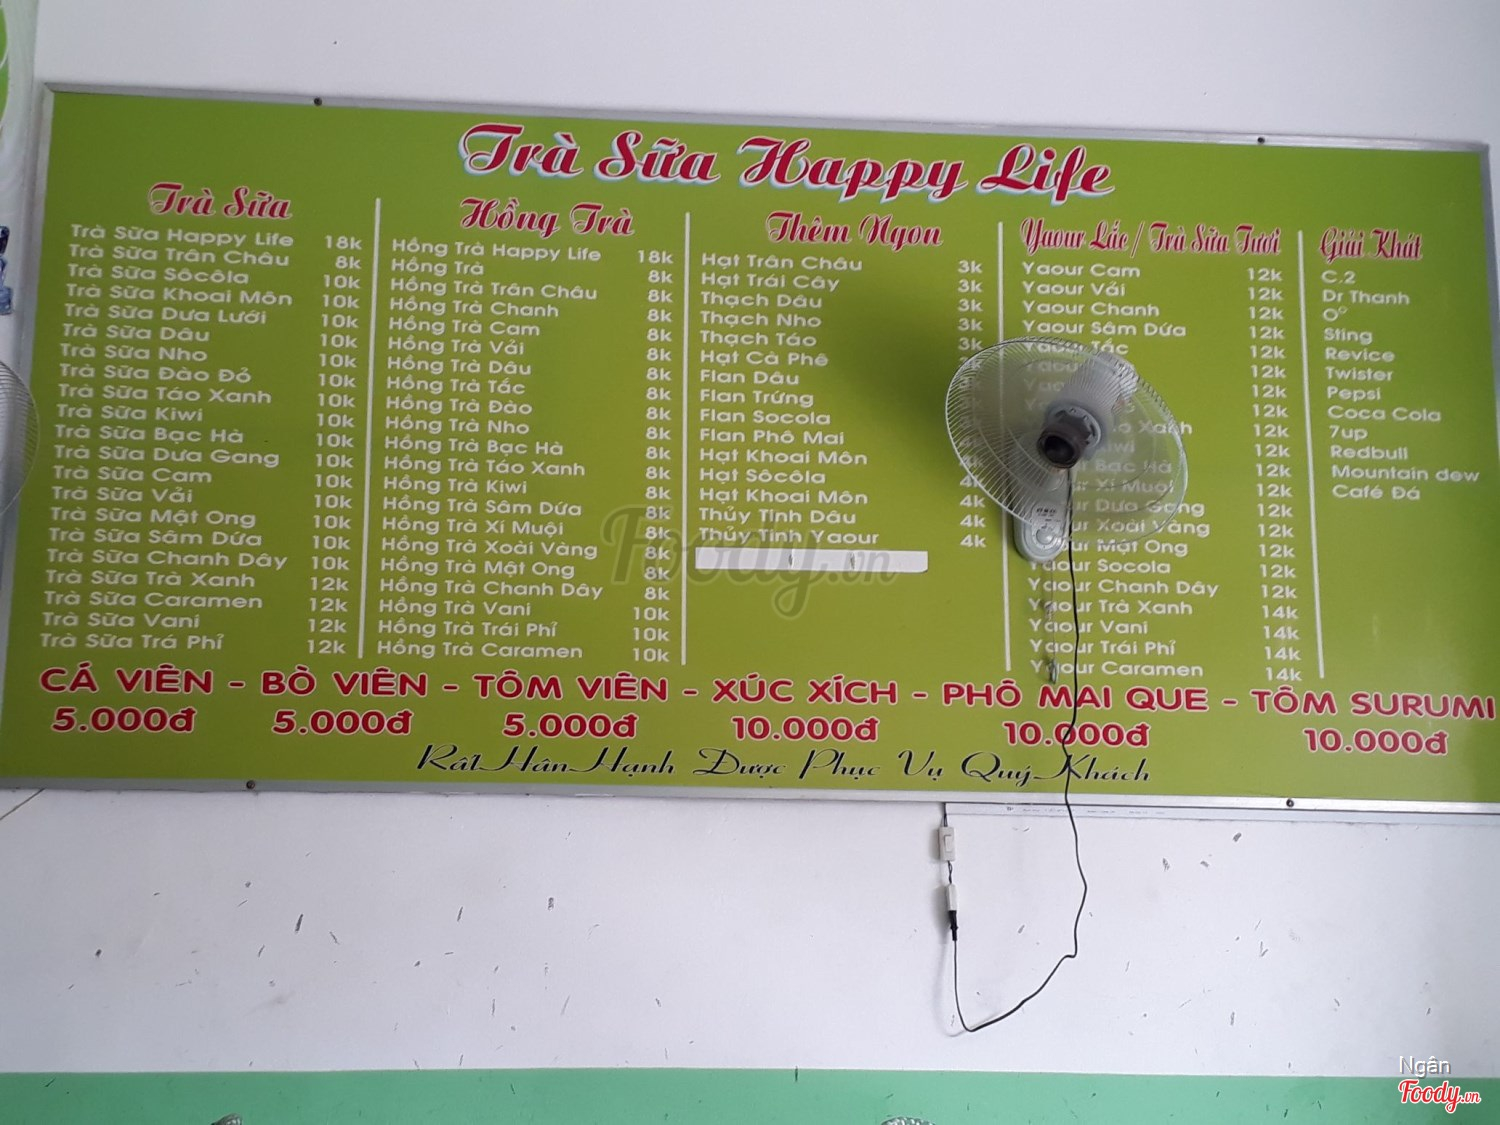 Trà Sữa Happy Life
Trà Sữa
Trà Sữa Happy Life 18k
Trà Sữa Trân Châu 8k
Trà Sữa Sôcôla 10k
Trà Sữa Khoai Môn 10k
Trà Sữa Dưa Lưới 10k
Trà Sữa Dâu 10k
Trà Sữa Nho 10k
Trà Sữa Đào Đỏ 10k
Trà Sữa Táo Xanh 10k
Trà Sữa Kiwi 10k
Trà Sữa Bạc Hà 10k
Trà Sữa Dưa Gang 10k
Trà Sữa Cam 10k
Trà Sữa Vải 10k
Trà Sữa Mật Ong 10k
Trà Sữa Sâm Dứa 10k
Trà Sữa Chanh Dây 10k
Trà Sữa Trà Xanh 12k
Trà Sữa Caramen 12k
Trà Sữa Vani 12k
Trà Sữa Trá Phỉ 12k
Hồng Trà
Hồng Trà Happy Life 18k
Hồng Trà 8k
Hồng Trà Trân Châu 8k
Hồng Trà Chanh 8k
Hồng Trà Cam 8k
Hồng Trà Vải 8k
Hồng Trà Dâu 8k
Hồng Trà Tắc 8k
Hồng Trà Đào 8k
Hồng Trà Nho 8k
Hồng Trà Bạc Hà 8k
Hồng Trà Táo Xanh 8k
Hồng Trà Kiwi 8k
Hồng Trà Sâm Dứa 8k
Hồng Trà Xí Muội 8k
Hồng Trà Xoài Vàng 8k
Hồng Trà Mật Ong 8k
Hồng Trà Chanh Dây 8k
Hồng Trà Vani 10k
Hồng Trà Trái Phỉ 10k
Hồng Trà Caramen 10k
Thêm Ngon
Hạt Trân Châu 3k
Hạt Trái Cây 3k
Thạch Dâu 3k
Thạch Nho 3k
Thạch Táo 3k
Hạt Cà Phê
Flan Dâu
Flan Trứng
Flan Socola
Flan Phô Mai
Hạt Khoai Môn
Hạt Sôcôla 4k
Hạt Khoai Môn 4k
Thủy Tinh Dâu 4k
Thủy Tinh Yaour 4k
Yaour Lắc / Trà Sữa Tươi
Yaour Cam 12k
Yaour Vải 12k
Yaour Chanh 12k
Yaour Sâm Dứa 12k
Yaour Tắc 12k
12k
12k
12k
Xanh 12k
12k
Bạc Hà 12k
Xí Muội 12k
Dưa Gang 12k
Xoài Vàng 12k
Mật Ong 12k
Yaour Socola 12k
Yaour Chanh Dây 12k
Yaour Trà Xanh 14k
Yaour Vani 14k
Yaour Trái Phỉ 14k
Yaour Caramen 14k
Giải Khát
C.2
Dr Thanh
O°
Sting
Revice
Twister
Pepsi
Coca Cola
7up
Redbull
Mountain dew
Café Đá
CÁ VIÊN - BÒ VIÊN - TÔM VIÊN - XÚC XÍCH - PHÔ MAI QUE - TÔM SURUMI
5.000đ 5.000đ 5.000đ 10.000đ 10.000đ 10.000đ
Rất Hân Hạnh Được Phục Vụ Quý Khách
Foody.vn
Ngân
Foody.vn